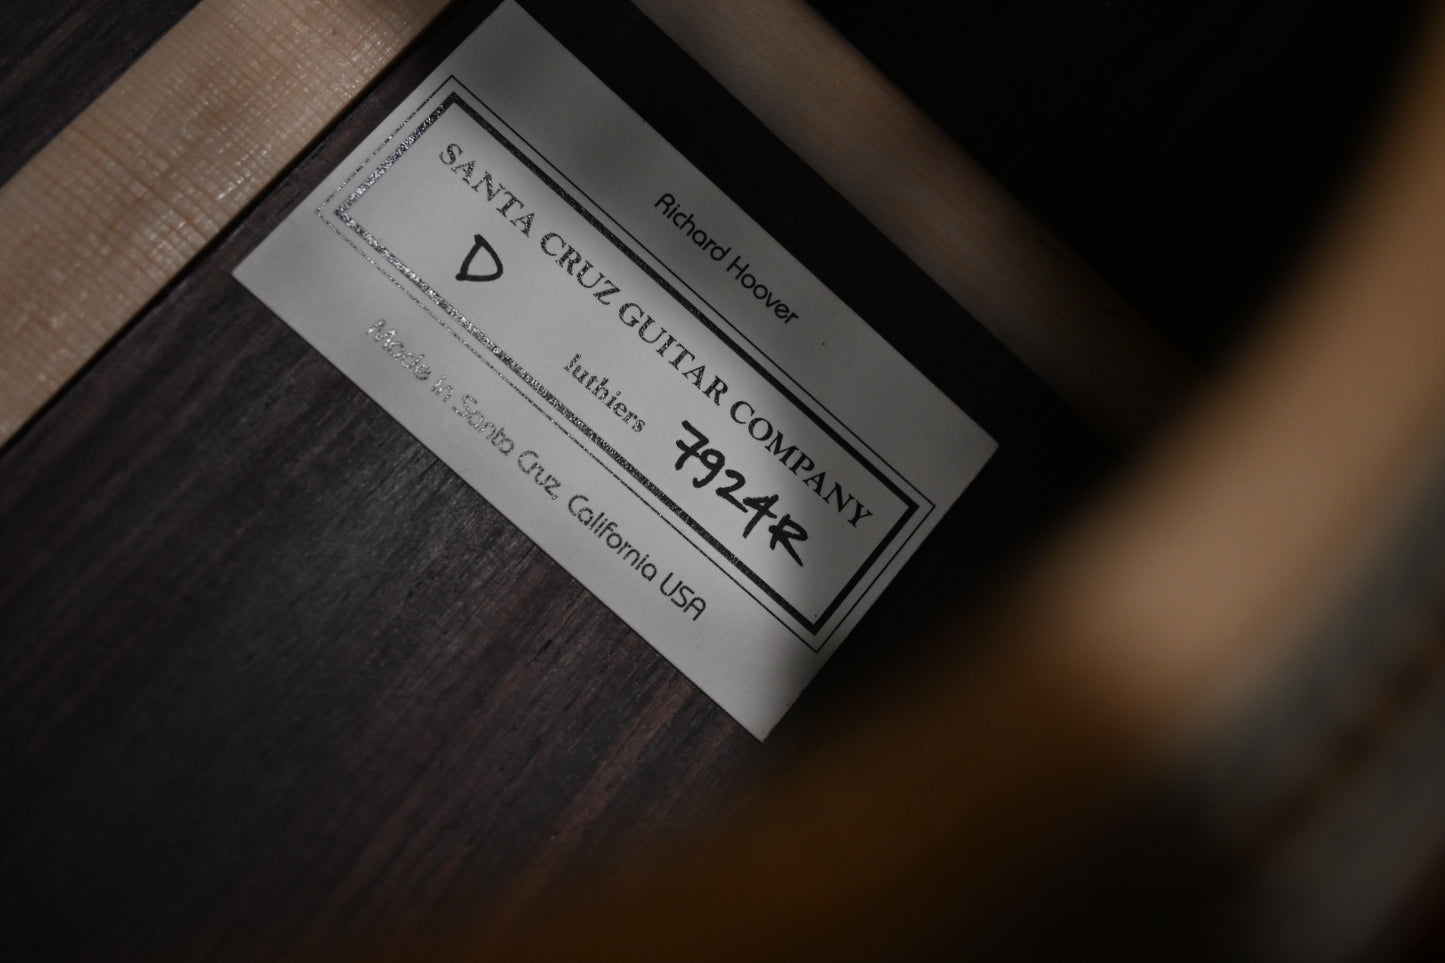 Richard Hoover
SANTA CRUZ GUITAR COMPANY
D
luthiers
7924R
Made in Santa Cruz, California USA